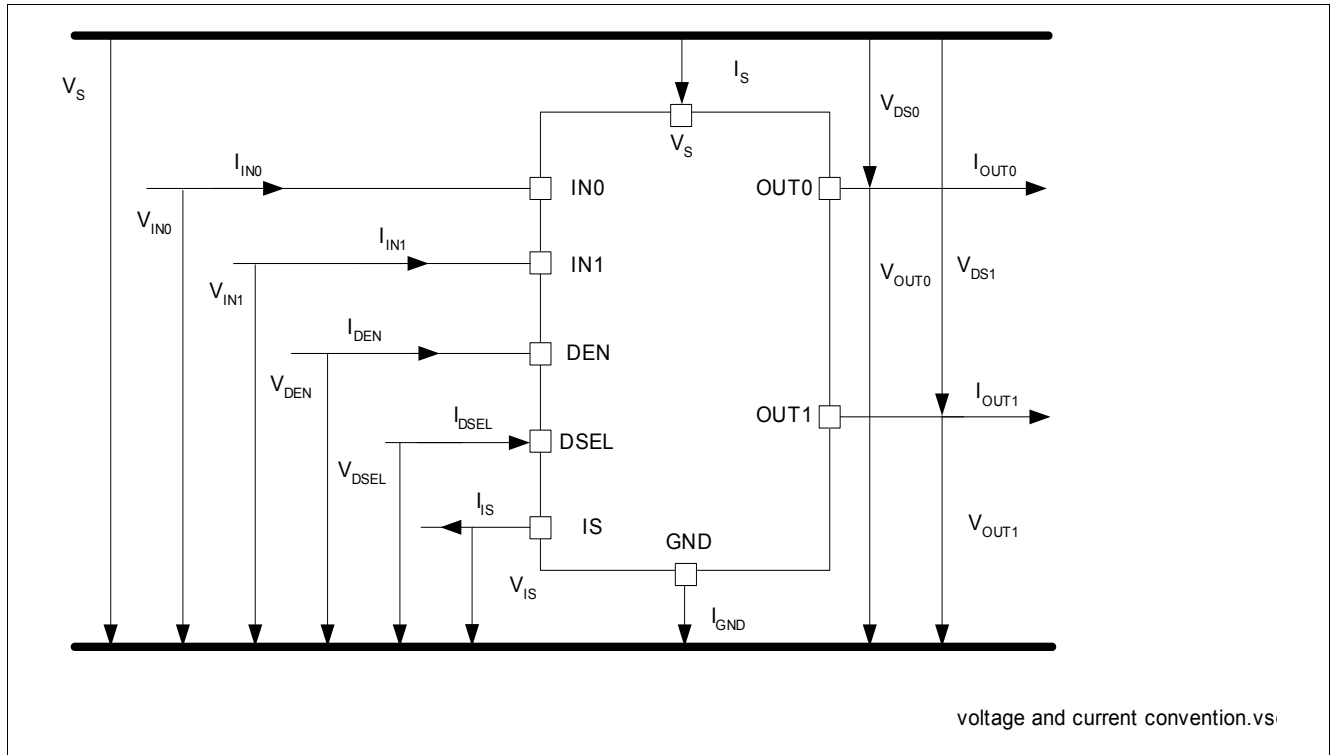 V_S
I_S
V_DS0
V_S
I_IN0
IN0
OUT0
I_OUT0
V_IN0
I_IN1
IN1
V_IN1
V_OUT0
V_DS1
I_DEN
DEN
V_DEN
I_DSEL
DSEL
OUT1
I_OUT1
V_DSEL
I_IS
IS
GND
V_OUT1
V_IS
I_GND
voltage and current convention.vs